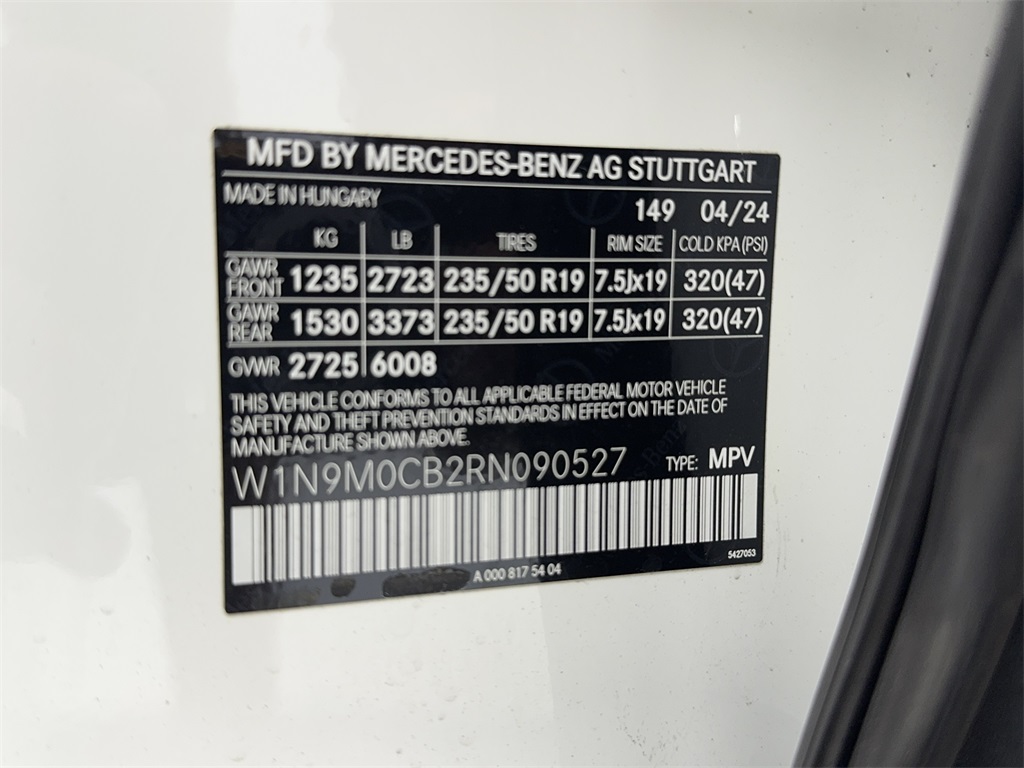 MFD BY MERCEDES-BENZ AG STUTTGART
MADE IN HUNGARY
149 04/24
KG LB TIRES RIM SIZE COLD KPA (PSI)
GAWR FRONT 1235 2723 235/50 R19 7.5Jx19 320(47)
GAWR REAR 1530 3373 235/50 R19 7.5Jx19 320(47)
GVWR 2725 6008
THIS VEHICLE CONFORMS TO ALL APPLICABLE FEDERAL MOTOR VEHICLE
SAFETY AND THEFT PREVENTION STANDARDS IN EFFECT ON THE DATE OF
MANUFACTURE SHOWN ABOVE.
W1N9M0CB2RN090527 TYPE: MPV
5427053
A 000 817 54 04